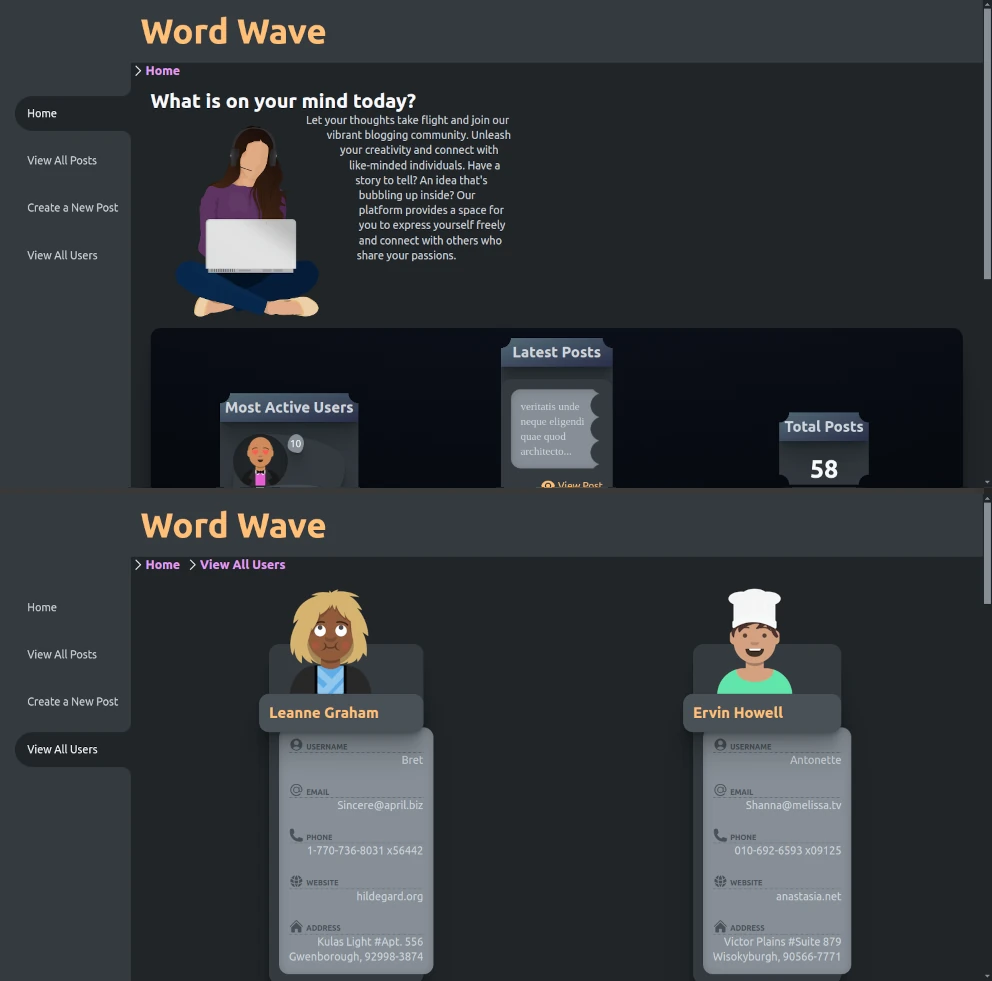 Word Wave
Home
What is on your mind today?
Home
View All Posts
Create a New Post
View All Users
Let your thoughts take flight and join our
vibrant blogging community. Unleash
your creativity and connect with
like-minded individuals. Have a
story to tell? An idea that's
bubbling up inside? Our
platform provides a space for
you to express yourself freely
and connect with others who
share your passions.
Most Active Users
10
Latest Posts
veritatis unde
neque eligendi
quae quod
architecto...
View Post
Total Posts
58
Word Wave
Home View All Users
Home
View All Posts
Create a New Post
View All Users
Leanne Graham
USERNAME
Bret
EMAIL
Sincere@april.biz
PHONE
1-770-736-8031 x56442
WEBSITE
hildegard.org
ADDRESS
Kulas Light #Apt. 556
Gwenborough, 92998-3874
Ervin Howell
USERNAME
Antonette
EMAIL
Shanna@melissa.tv
PHONE
010-692-6593 x09125
WEBSITE
anastasia.net
ADDRESS
Victor Plains #Suite 879
Wisokyburgh, 90566-7771